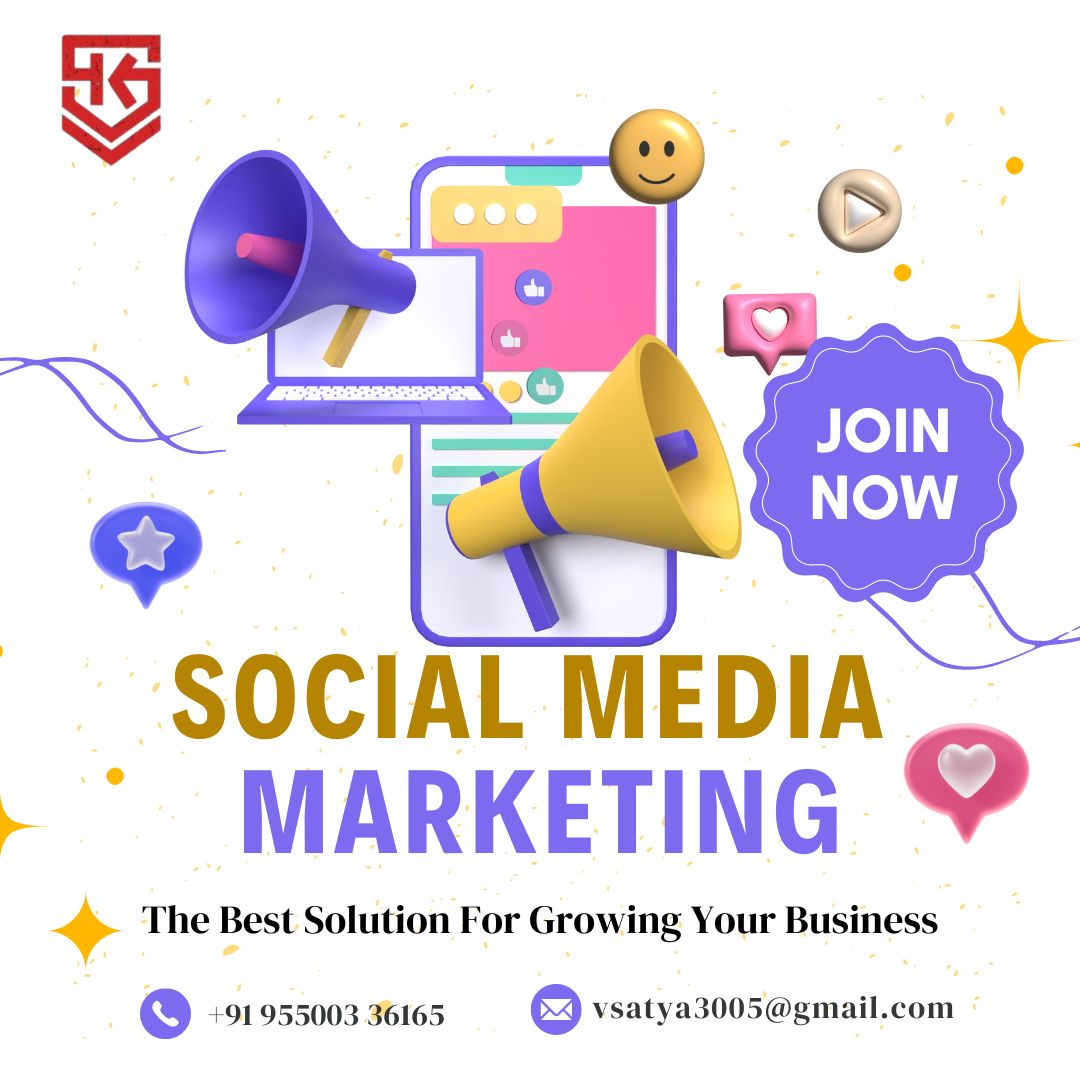 JOIN
NOW
SOCIAL MEDIA
MARKETING
The Best Solution For Growing Your Business
+91 955003 36165
vsatya3005@gmail.com